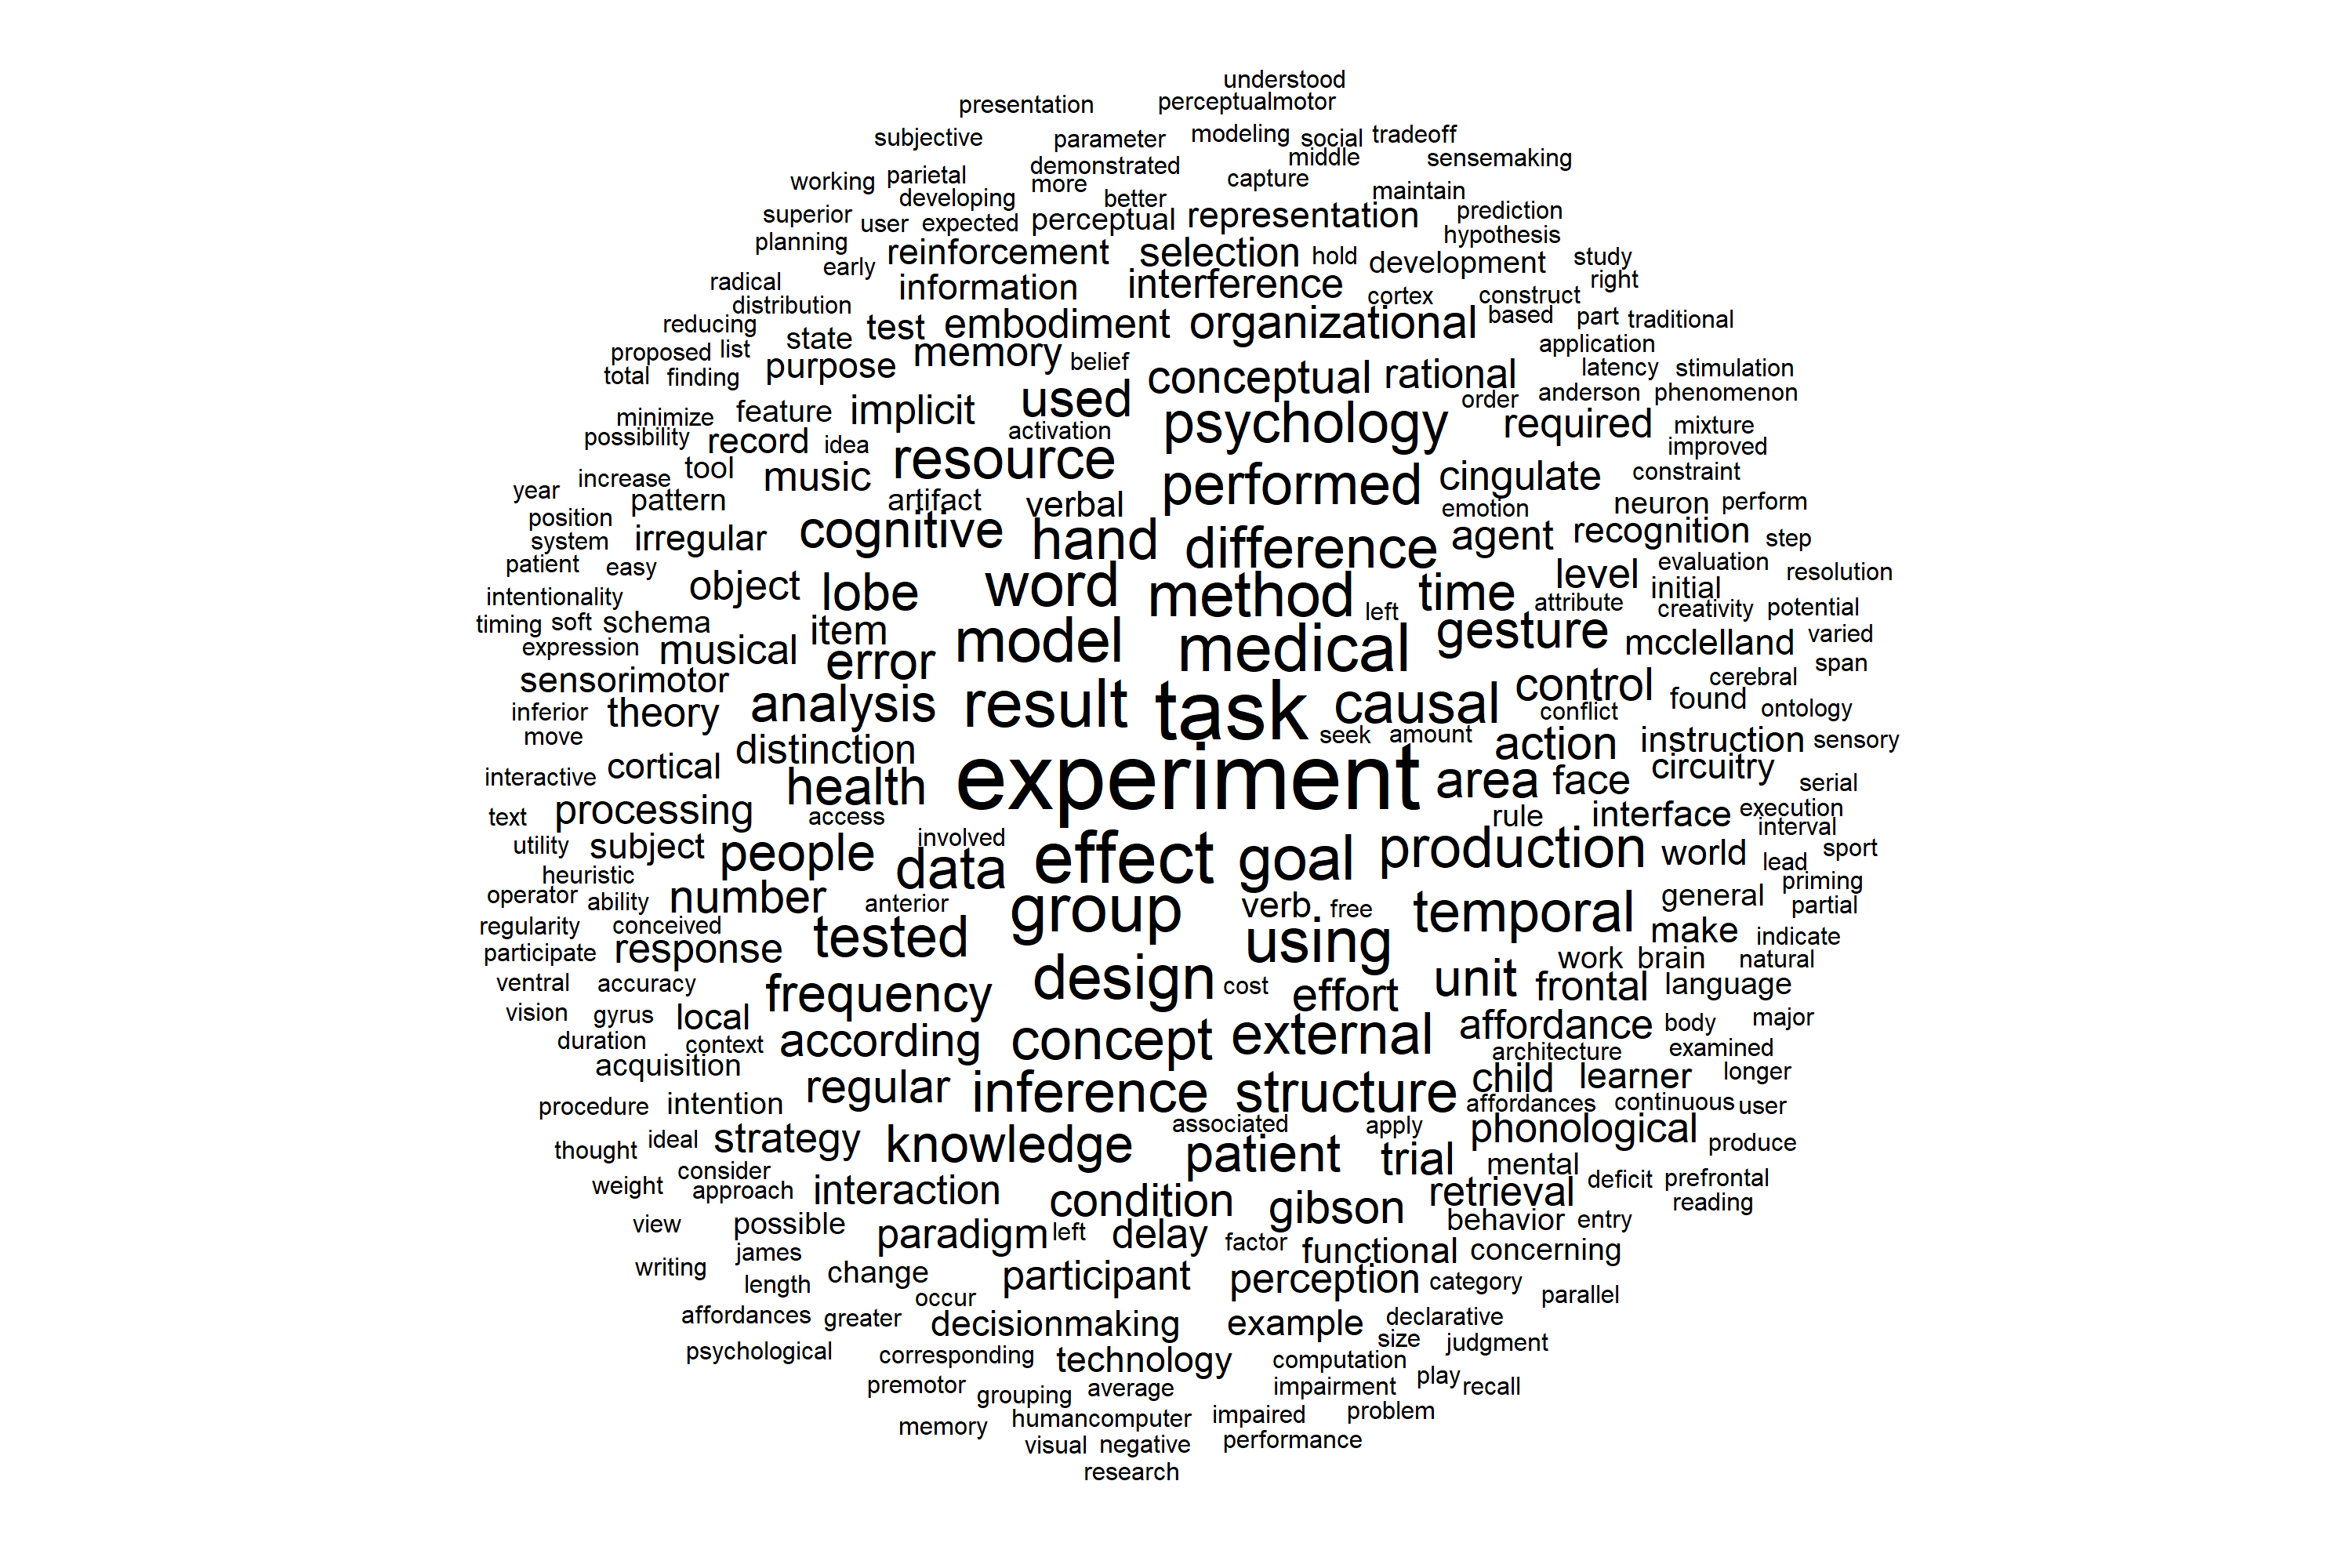 understood
presentation perceptualmotor
subjective parameter modeling social tradeoff
demonstrated middle sensemaking
working parietal more capture maintain
developing better
superior user expected perceptual representation prediction
planning reinforcement selection hold hypothesis
early development study
radical information interference cortex construct right
distribution
reducing state test embodiment organizational based part traditional
proposed list purpose memory belief application
total finding conceptual rational latency stimulation
minimize feature implicit used order anderson phenomenon
possibility record idea activation psychology required mixture
improved
increase tool music resource performed cingulate constraint
year pattern artifact verbal emotion neuron perform
position irregular cognitive hand difference agent recognition step
system
patient easy object lobe word method time level evaluation resolution
intentionality left attribute initial
timing soft schema item creativity potential
expression musical error model medical gesture mcclelland varied
sensorimotor analysis result task causal control cerebral span
inferior theory conflict found ontology
move distinction seek amount action instruction sensory
interactive cortical health experiment area face circuitry serial
text processing access rule interface execution
utility subject people involved data effect goal production world interval
heuristic lead sport
operator ability number anterior group verb free temporal general priming
regularity conceived partial
participate response tested using make indicate
ventral accuracy frequency design cost effort unit work brain natural
vision gyrus local frontal language
duration context according concept external affordance body major
acquisition architecture examined
procedure intention regular inference structure child learner longer
affordances continuous user
thought ideal strategy knowledge associated apply phonological produce
weight consider patient trial mental deficit prefrontal
approach interaction condition gibson retrieval reading
view possible paradigm left delay factor behavior entry
writing james functional concerning
length change participant perception category parallel
occur
affordances greater decisionmaking example declarative
size judgment
psychological corresponding technology computation
premotor grouping average impairment play recall
memory humancomputer impaired problem
visual negative performance
research